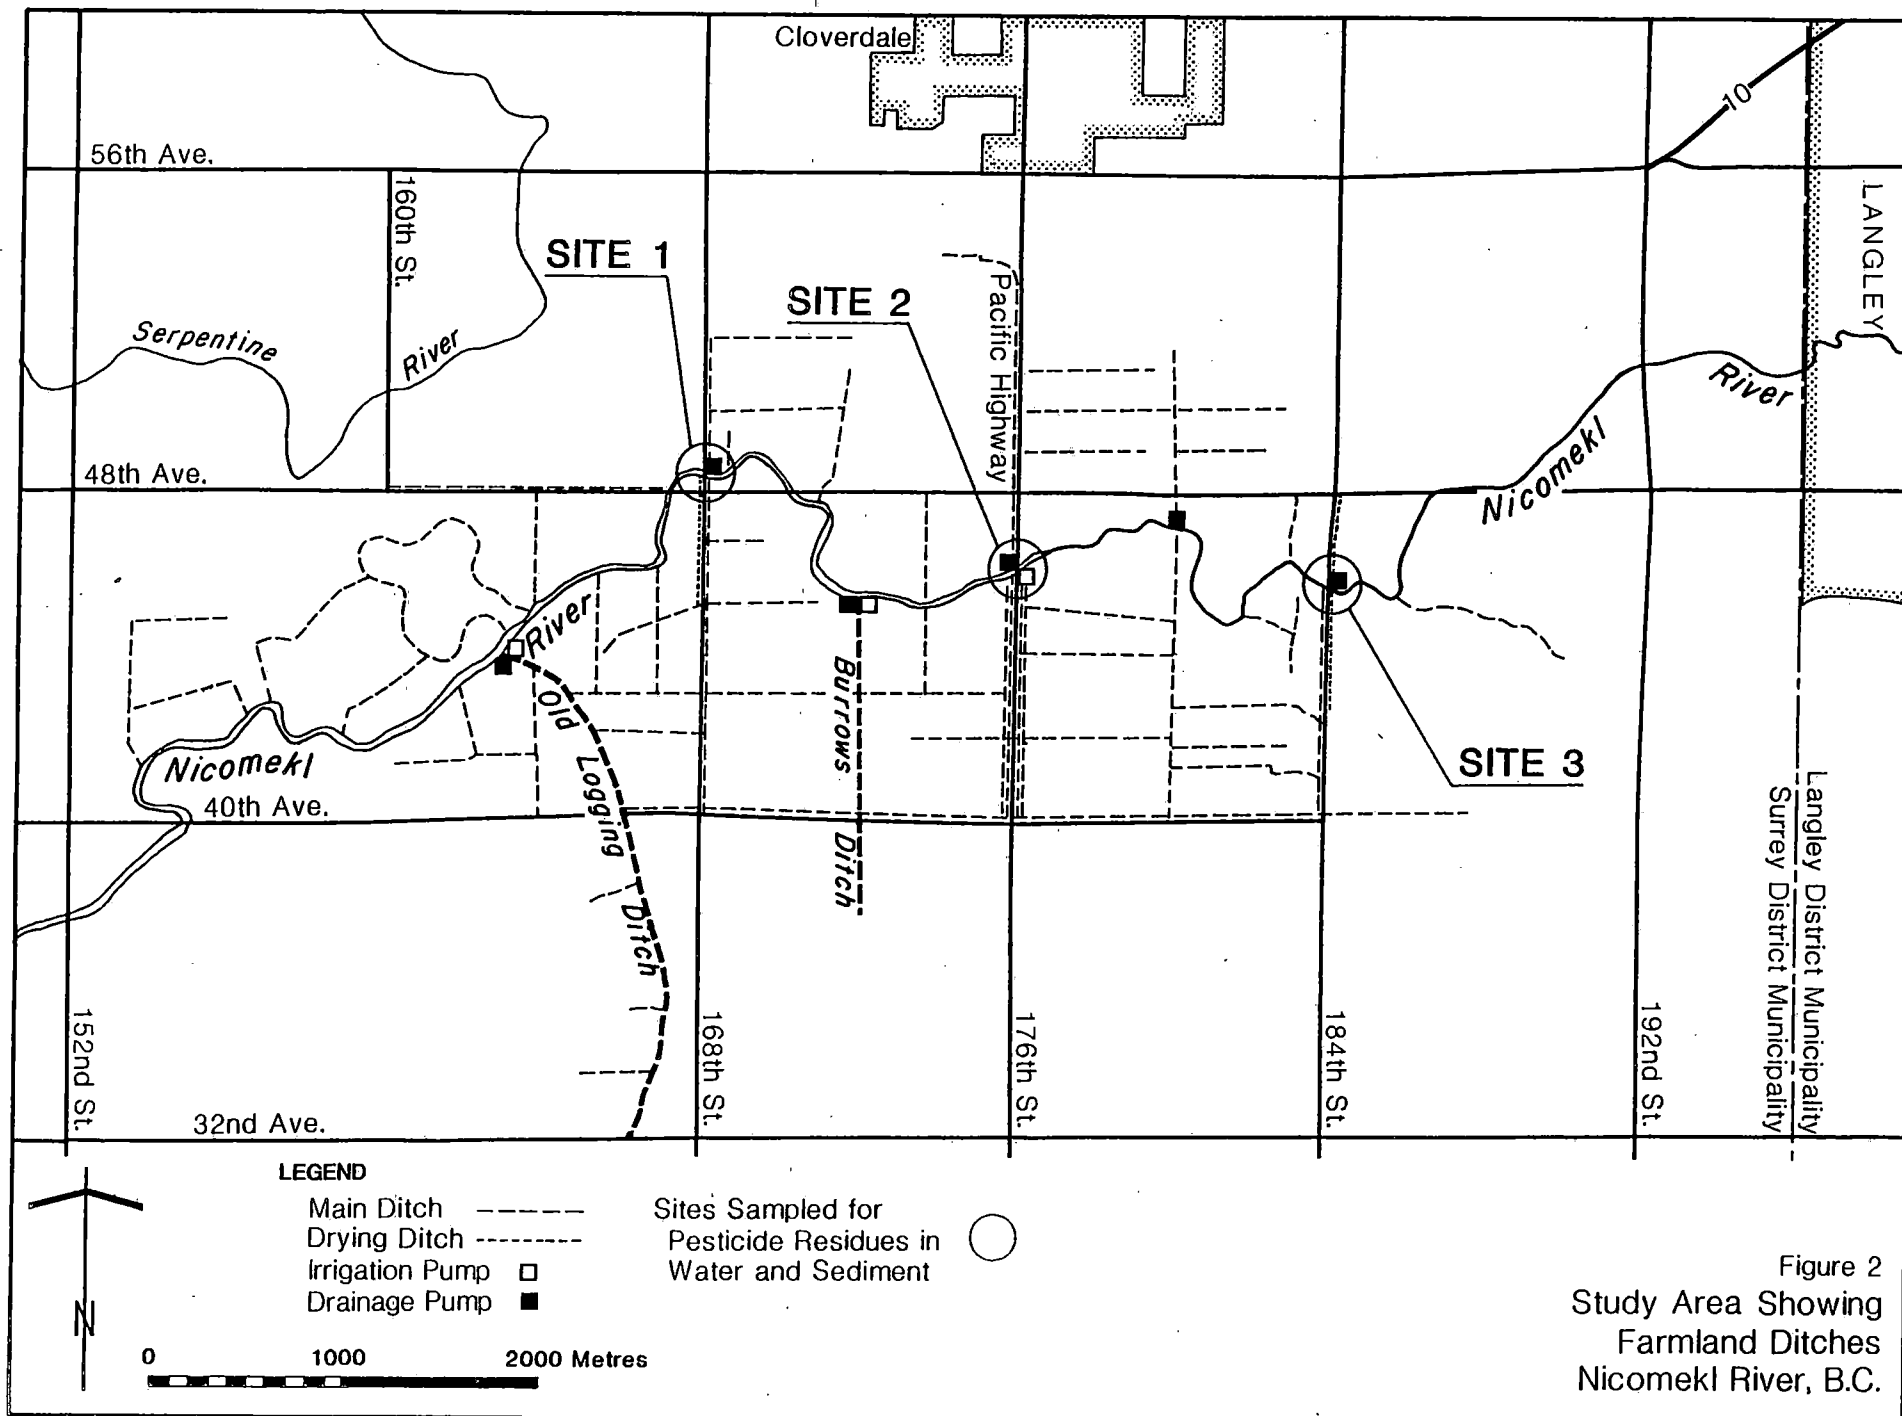 Cloverdale
10
56th Ave.
160th St.
LANGLEY
SITE 1
SITE 2
Pacific Highway
Serpentine
River
River
48th Ave.
Nicomekl
River
Burrows Ditch
Old Logging Ditch
SITE 3
Nicomekl
40th Ave.
Langley District Municipality
Surrey District Municipality
152nd St.
168th St.
176th St.
184th St.
192nd St.
32nd Ave.
LEGEND
Main Ditch
Drying Ditch
Irrigation Pump
Drainage Pump
Sites Sampled for
Pesticide Residues in
Water and Sediment
N
0 1000 2000 Metres
Figure 2
Study Area Showing
Farmland Ditches
Nicomekl River, B.C.